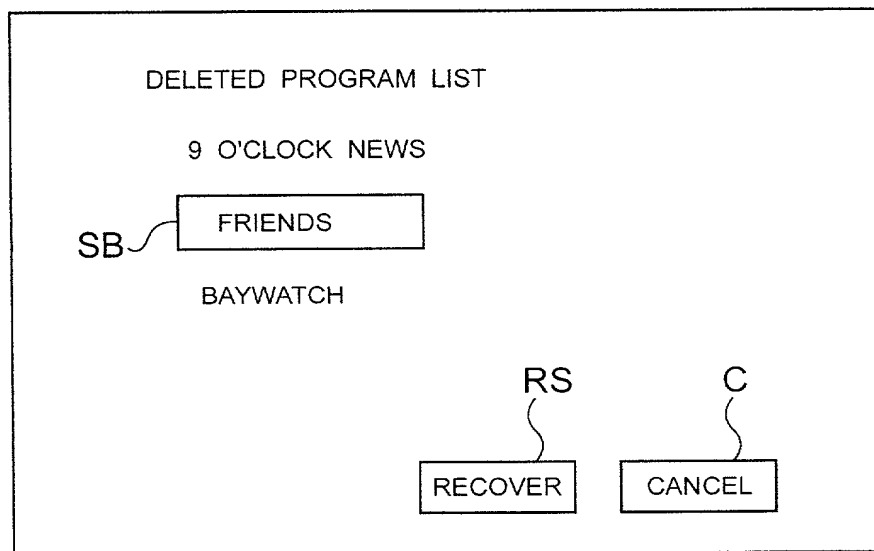 DELETED PROGRAM LIST
9 O'CLOCK NEWS
FRIENDS
SB
BAYWATCH
RS C
RECOVER CANCEL